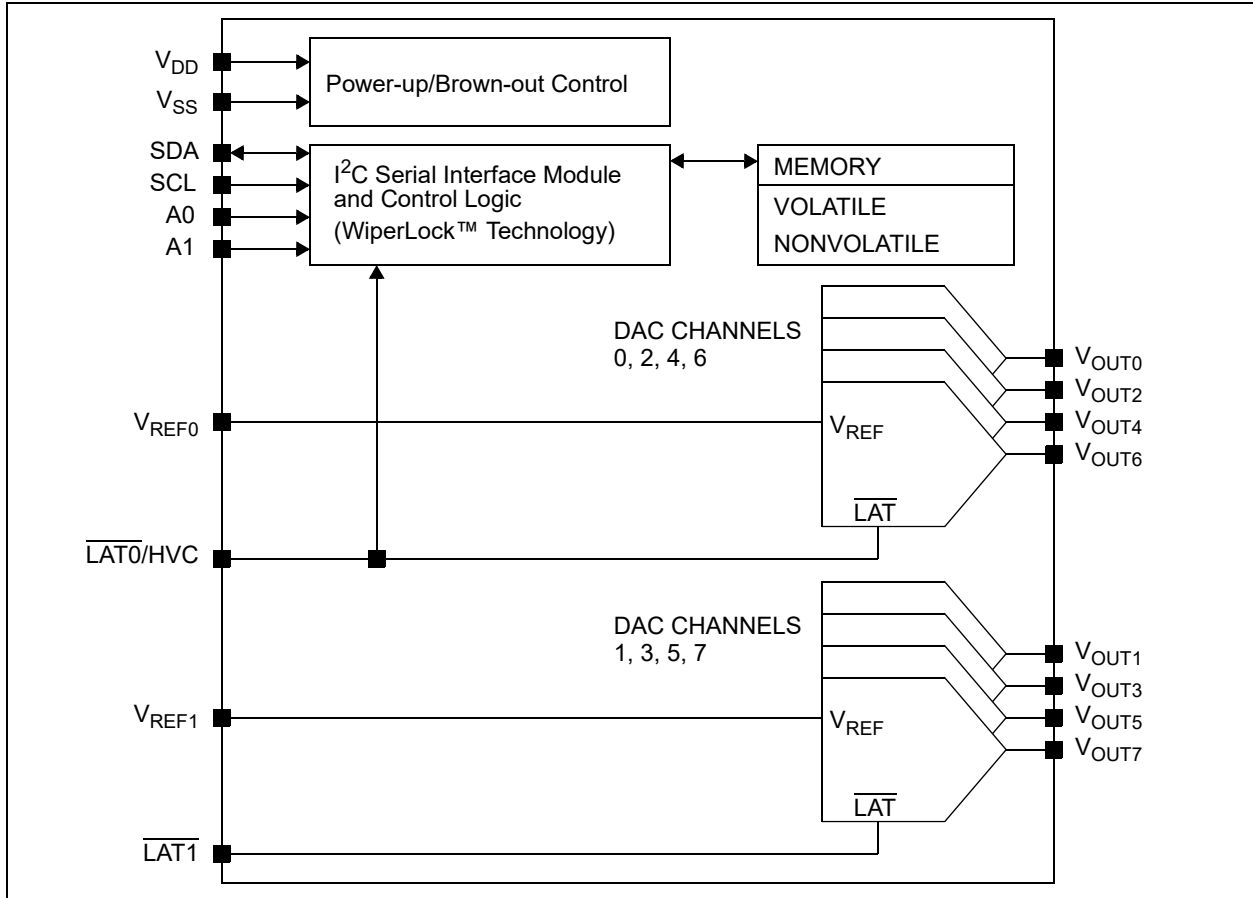 VDD
Power-up/Brown-out Control
VSS
SDA
SCL
A0
A1
I²C Serial Interface Module
and Control Logic
(WiperLock™ Technology)
MEMORY
VOLATILE
NONVOLATILE
DAC CHANNELS
0, 2, 4, 6
VOUT0
VOUT2
VOUT4
VOUT6
VREF0
VREF
LAT
LAT0/HVC
DAC CHANNELS
1, 3, 5, 7
VOUT1
VOUT3
VOUT5
VOUT7
VREF1
VREF
LAT
LAT1